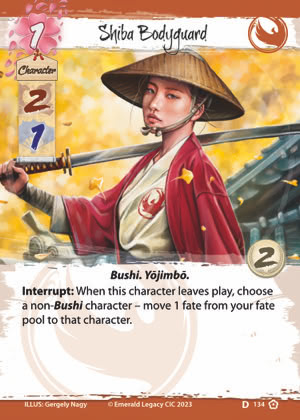 1
Shiba Bodyguard
Character
2
1
2
Bushi. Yōjimbō.
Interrupt: When this character leaves play, choose
a non-Bushi character – move 1 fate from your fate
pool to that character.
ILLUS: Gergely Nagy © Emerald Legacy CIC 2023 D 134